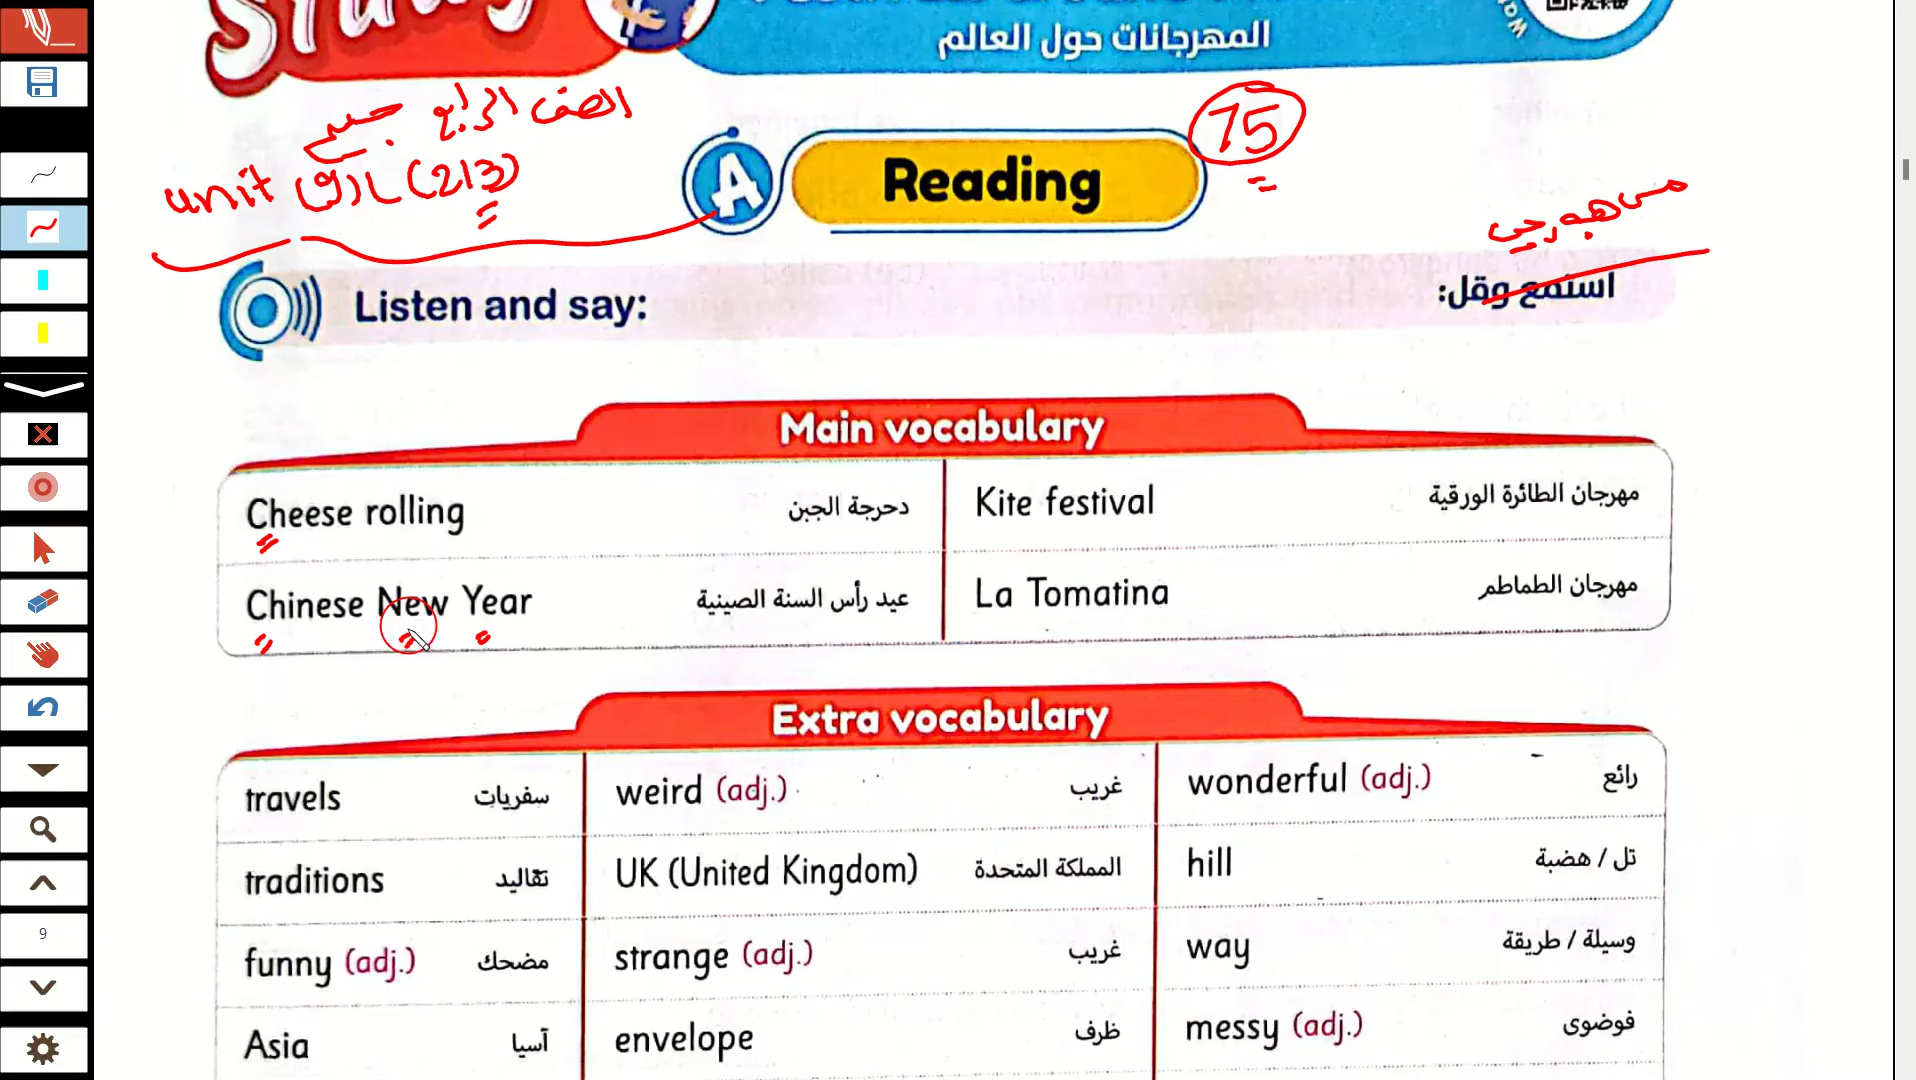 Study
المهرجانات حول العالم
الصف الرابع
75
unit (2/3)
A Reading
Listen and say:
استمع وقل:
Main vocabulary
Cheese rolling دحرجة الجبن Kite festival مهرجان الطائرة الورقية
Chinese New Year عيد رأس السنة الصينية La Tomatina مهرجان الطماطم
Extra vocabulary
travels سفريات weird (adj.) غريب wonderful (adj.) رائع
traditions تقاليد UK (United Kingdom) المملكة المتحدة hill تل / هضبة
funny (adj.) مضحك strange (adj.) غريب way وسيلة / طريقة
Asia آسيا envelope ظرف messy (adj.) فوضوى
9